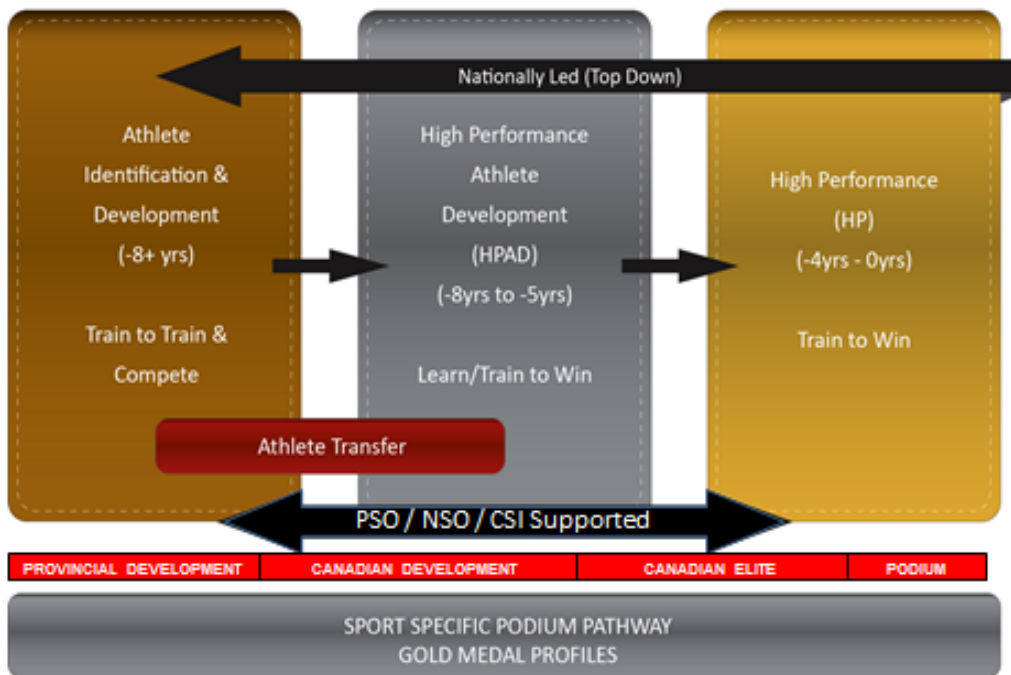 Nationally Led (Top Down)
Athlete
Identification &
Development
(-8+ yrs)
Train to Train &
Compete
High Performance
Athlete
Development
(HPAD)
(-8yrs to -5yrs)
Learn/Train to Win
High Performance
(HP)
(-4yrs - 0yrs)
Train to Win
Athlete Transfer
PSO / NSO / CSI Supported
PROVINCIAL DEVELOPMENT
CANADIAN DEVELOPMENT
CANADIAN ELITE
PODIUM
SPORT SPECIFIC PODIUM PATHWAY
GOLD MEDAL PROFILES